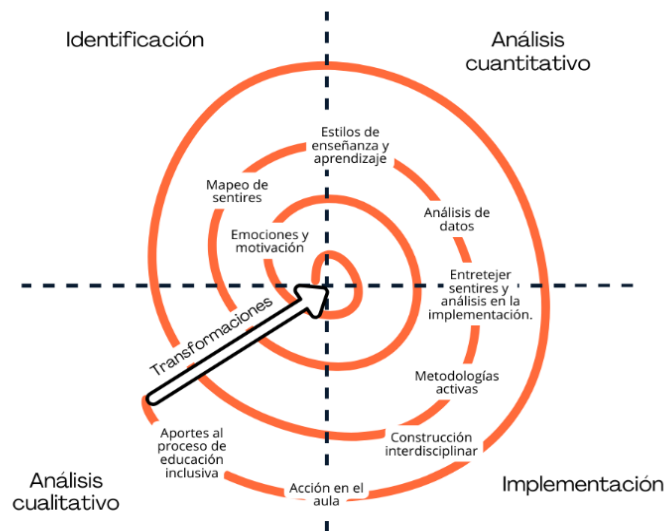 Identificación
Análisis
cuantitativo
Estilos de
enseñanza y
aprendizaje
Mapeo de
sentires
Análisis de
datos
Emociones y
motivación
Entretejer
sentires y
análisis en la
implementación.
Transformaciones
Metodologías
activas
Aportes al
proceso de
educación
inclusiva
Construcción
interdisciplinar
Análisis
cualitativo
Acción en el
aula
Implementación